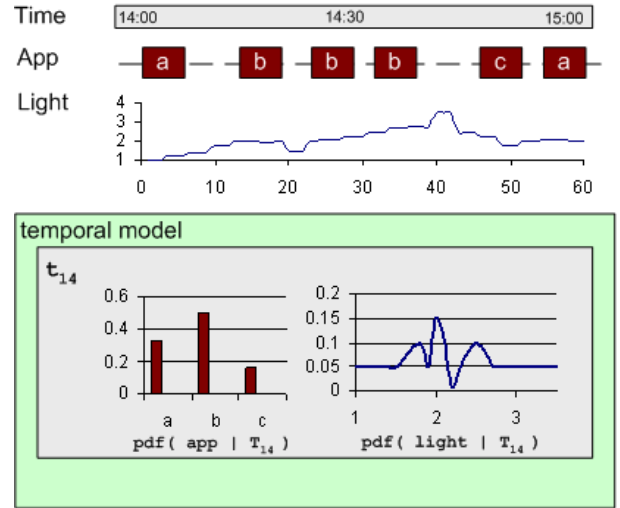 Time 14:00 14:30 15:00
App a b b b c a
Light
4
3
2
1
0 10 20 30 40 50 60
temporal model
t14
0.6
0.4
0.2
0
a b c
pdf( app | T14 )
0.2
0.15
0.1
0.05
0
1 2 3
pdf( light | T14 )